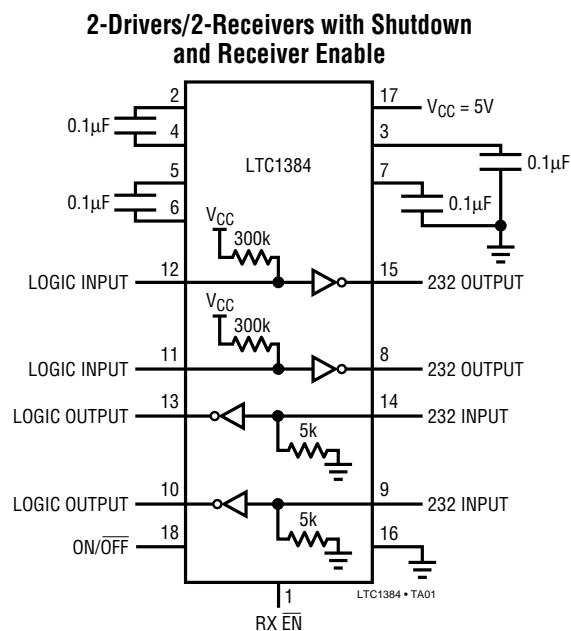 2-Drivers/2-Receivers with Shutdown
and Receiver Enable
2
17
VCC = 5V
0.1µF
4
3
LTC1384
0.1µF
5
7
0.1µF
6
0.1µF
VCC
300k
LOGIC INPUT
12
15
232 OUTPUT
VCC
300k
LOGIC INPUT
11
8
232 OUTPUT
LOGIC OUTPUT
13
14
232 INPUT
5k
LOGIC OUTPUT
10
9
232 INPUT
5k
ON/OFF
18
16
LTC1384 • TA01
1
RX EN